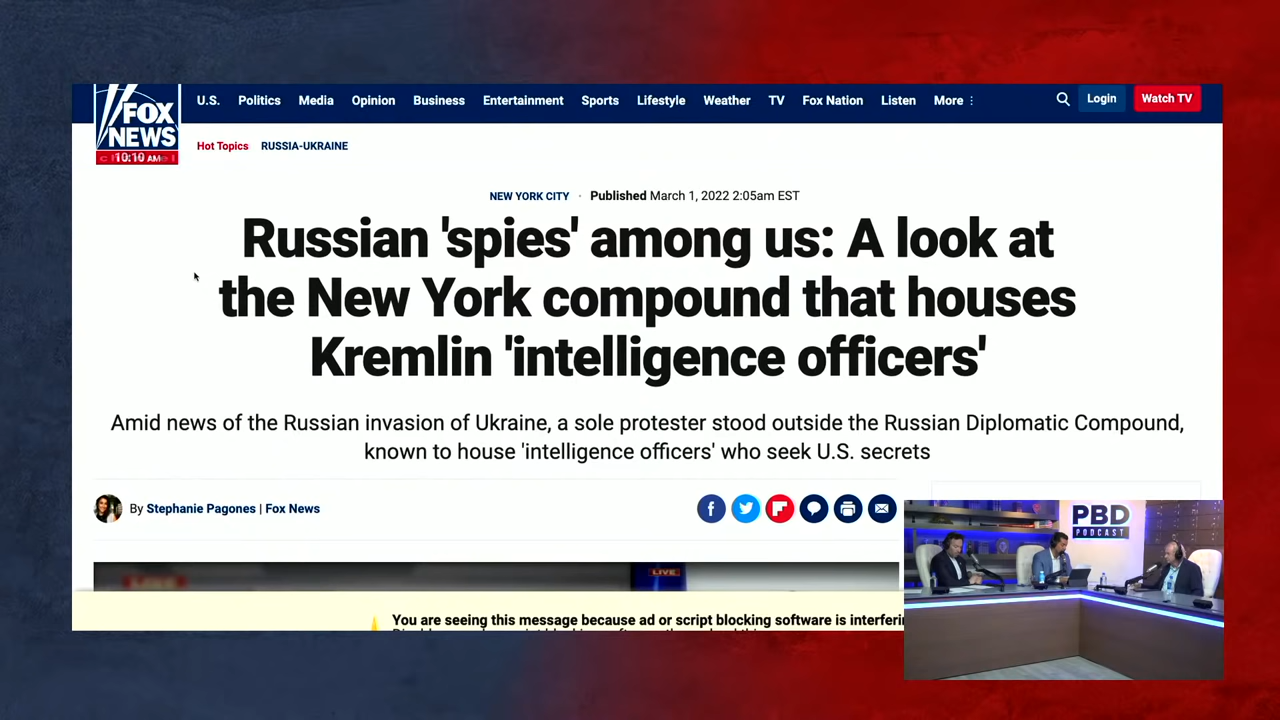 FOX
NEWS
10:10 AM
U.S. Politics Media Opinion Business Entertainment Sports Lifestyle Weather TV Fox Nation Listen More
Login
Watch TV
Hot Topics RUSSIA-UKRAINE
NEW YORK CITY · Published March 1, 2022 2:05am EST
Russian 'spies' among us: A look at
the New York compound that houses
Kremlin 'intelligence officers'
Amid news of the Russian invasion of Ukraine, a sole protester stood outside the Russian Diplomatic Compound,
known to house 'intelligence officers' who seek U.S. secrets
By Stephanie Pagones | Fox News
LIVE
LIVE
You are seeing this message because ad or script blocking software is interferin
PBD
PODCAST